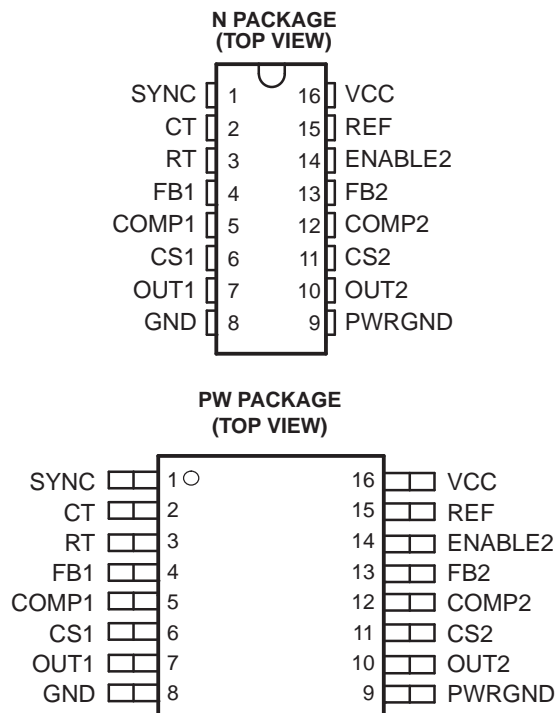 N PACKAGE
(TOP VIEW)
SYNC 1 16 VCC
CT 2 15 REF
RT 3 14 ENABLE2
FB1 4 13 FB2
COMP1 5 12 COMP2
CS1 6 11 CS2
OUT1 7 10 OUT2
GND 8 9 PWRGND
PW PACKAGE
(TOP VIEW)
SYNC 1 16 VCC
CT 2 15 REF
RT 3 14 ENABLE2
FB1 4 13 FB2
COMP1 5 12 COMP2
CS1 6 11 CS2
OUT1 7 10 OUT2
GND 8 9 PWRGND